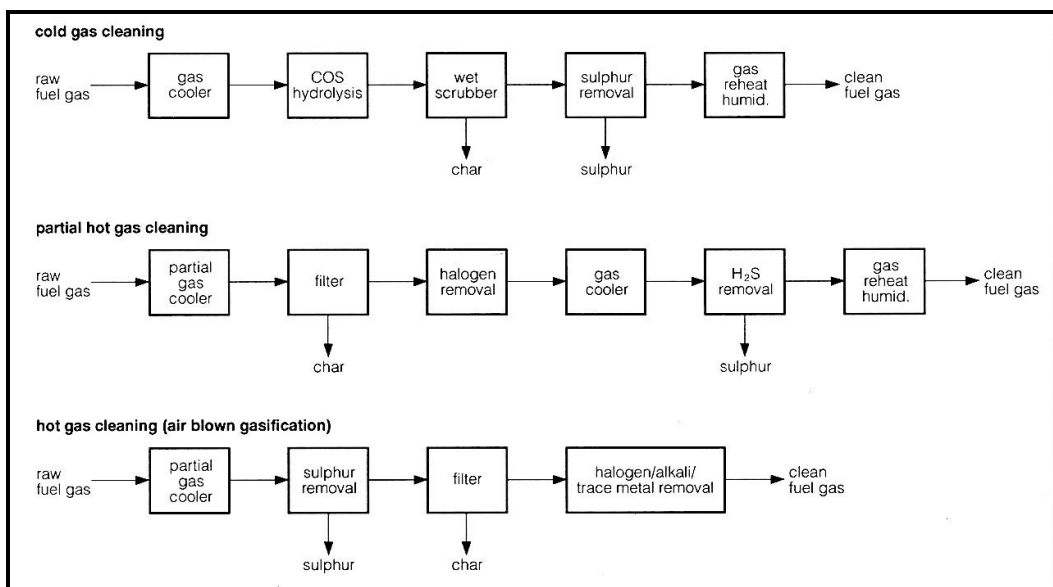 cold gas cleaning
raw
fuel gas
gas
cooler
COS
hydrolysis
wet
scrubber
sulphur
removal
gas
reheat
humid.
clean
fuel gas
char
sulphur
partial hot gas cleaning
raw
fuel gas
partial
gas
cooler
filter
halogen
removal
gas
cooler
H₂S
removal
gas
reheat
humid.
clean
fuel gas
char
sulphur
hot gas cleaning (air blown gasification)
raw
fuel gas
partial
gas
cooler
sulphur
removal
filter
halogen/alkali/
trace metal removal
clean
fuel gas
sulphur
char